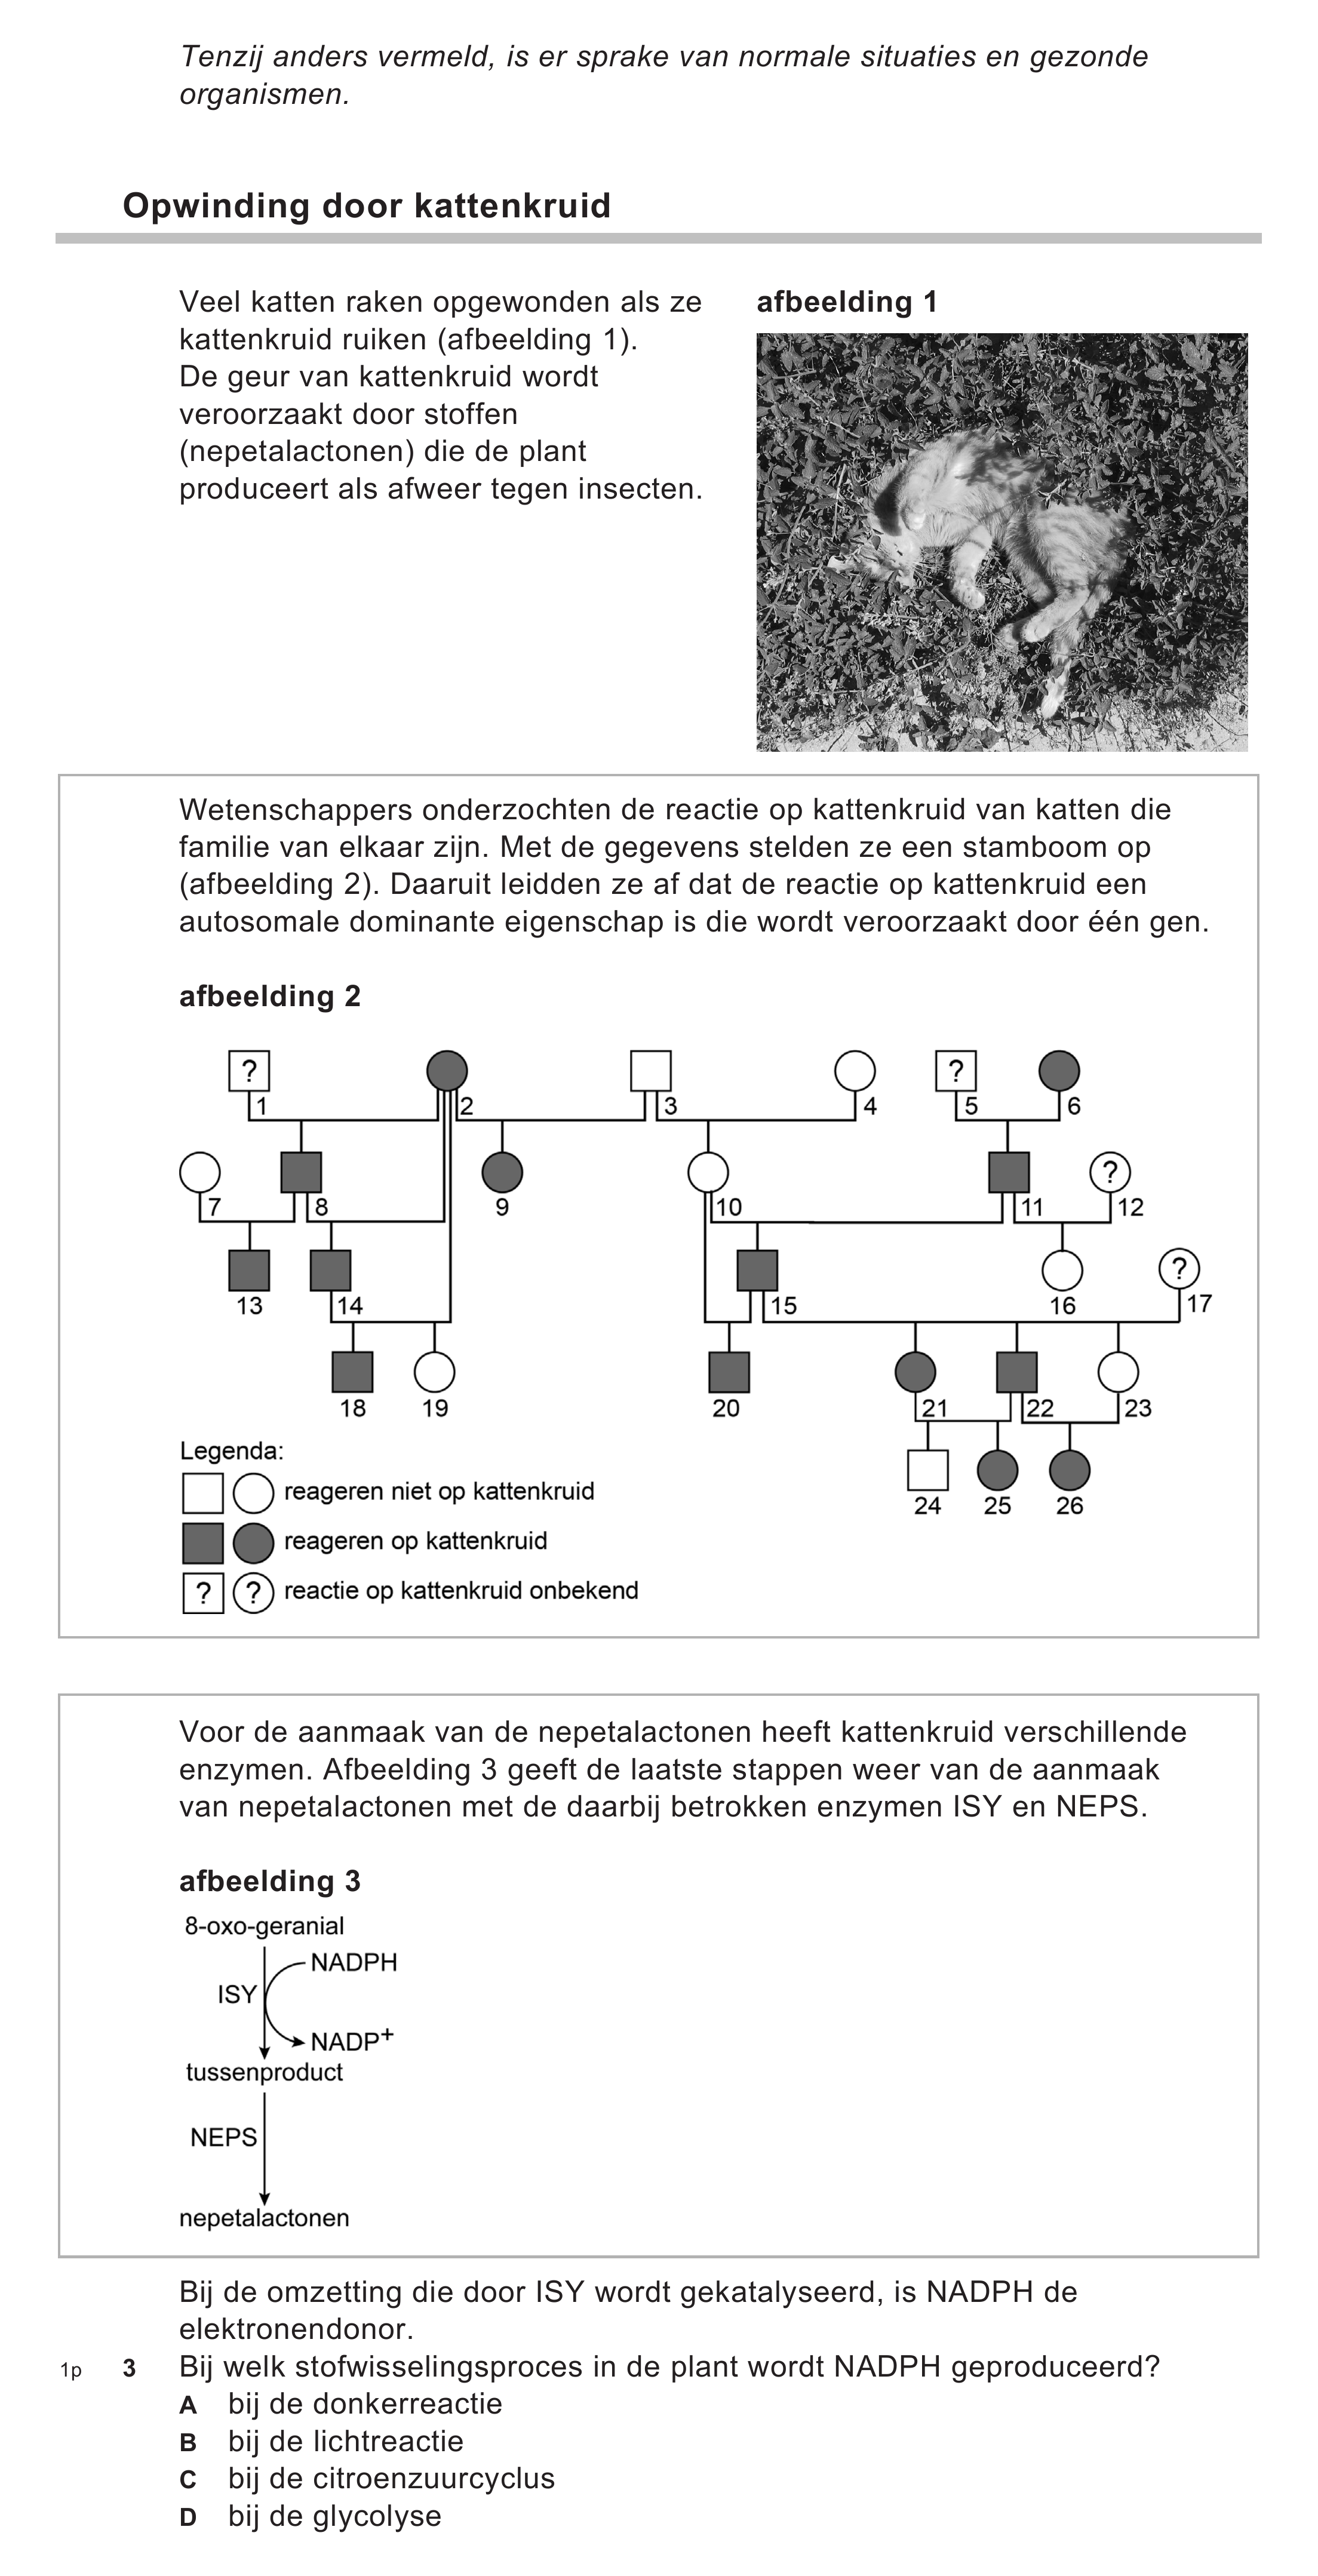 Tenzij anders vermeld, is er sprake van normale situaties en gezonde
organismen.
Opwinding door kattenkruid
Veel katten raken opgewonden als ze
kattenkruid ruiken (afbeelding 1).
De geur van kattenkruid wordt
veroorzaakt door stoffen
(nepetalactonen) die de plant
produceert als afweer tegen insecten.
afbeelding 1
Wetenschappers onderzochten de reactie op kattenkruid van katten die
familie van elkaar zijn. Met de gegevens stelden ze een stamboom op
(afbeelding 2). Daaruit leidden ze af dat de reactie op kattenkruid een
autosomale dominante eigenschap is die wordt veroorzaakt door één gen.
afbeelding 2
? ?
1 2 3 4 5 6
?
7 8 9 10 11 12
?
13 14 15 16 17
18 19 20 21 22 23
Legenda:
reageren niet op kattenkruid
24 25 26
reageren op kattenkruid
? ? reactie op kattenkruid onbekend
Voor de aanmaak van de nepetalactonen heeft kattenkruid verschillende
enzymen. Afbeelding 3 geeft de laatste stappen weer van de aanmaak
van nepetalactonen met de daarbij betrokken enzymen ISY en NEPS.
afbeelding 3
8-oxo-geranial
NADPH
ISY
NADP+
tussenproduct
NEPS
nepetalactonen
Bij de omzetting die door ISY wordt gekatalyseerd, is NADPH de
elektronendonor.
1p 3 Bij welk stofwisselingsproces in de plant wordt NADPH geproduceerd?
A bij de donkerreactie
B bij de lichtreactie
C bij de citroenzuurcyclus
D bij de glycolyse